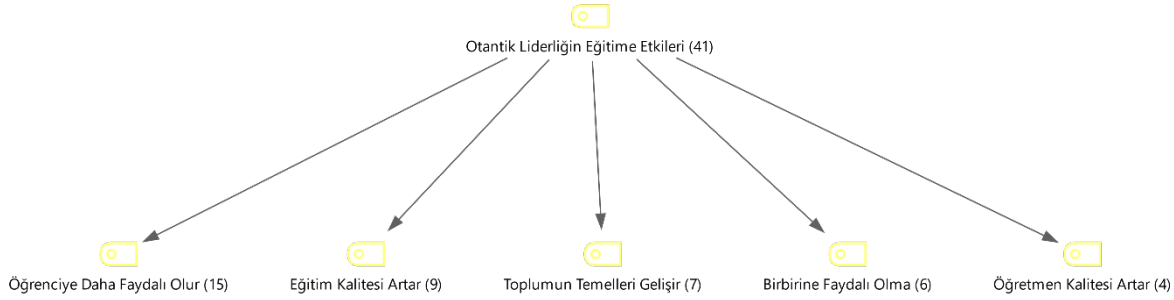 Otantik Liderliğin Eğitime Etkileri (41)
Öğrenciye Daha Faydalı Olur (15)
Eğitim Kalitesi Artar (9)
Toplumun Temelleri Gelişir (7)
Birbirine Faydalı Olma (6)
Öğretmen Kalitesi Artar (4)